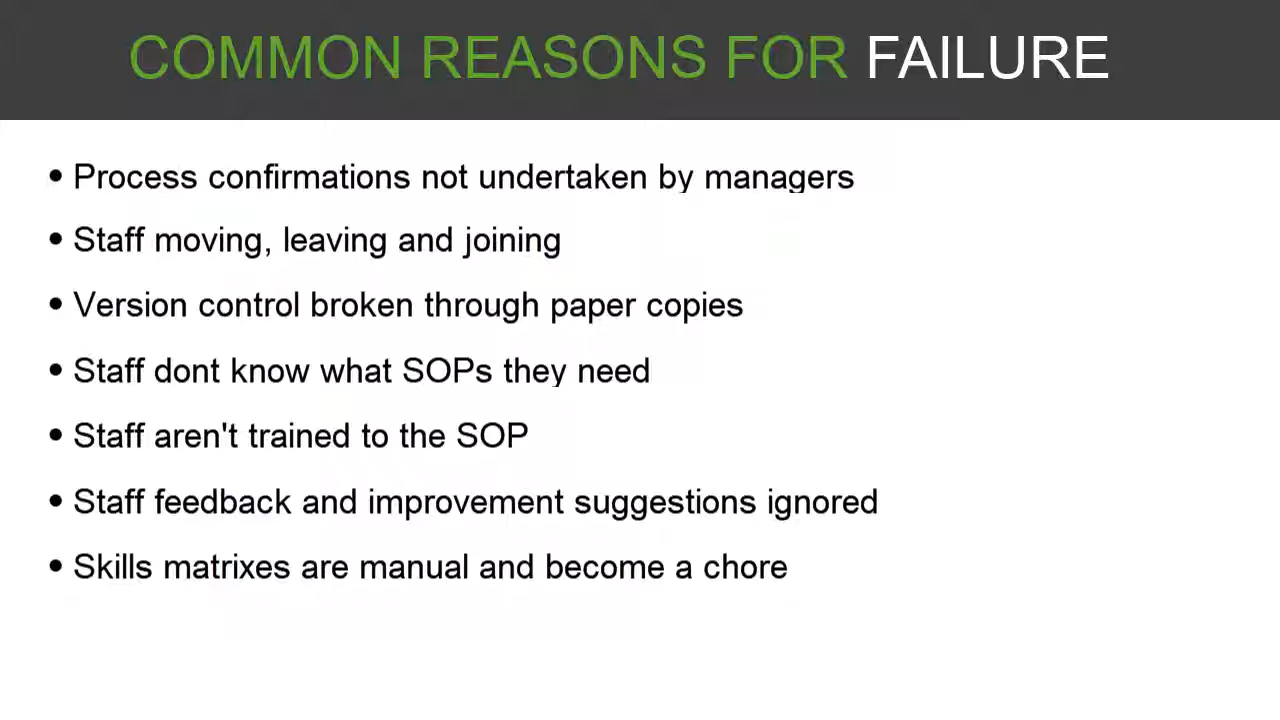 COMMON REASONS FOR FAILURE
• Process confirmations not undertaken by managers
• Staff moving, leaving and joining
• Version control broken through paper copies
• Staff dont know what SOPs they need
• Staff aren't trained to the SOP
• Staff feedback and improvement suggestions ignored
• Skills matrixes are manual and become a chore